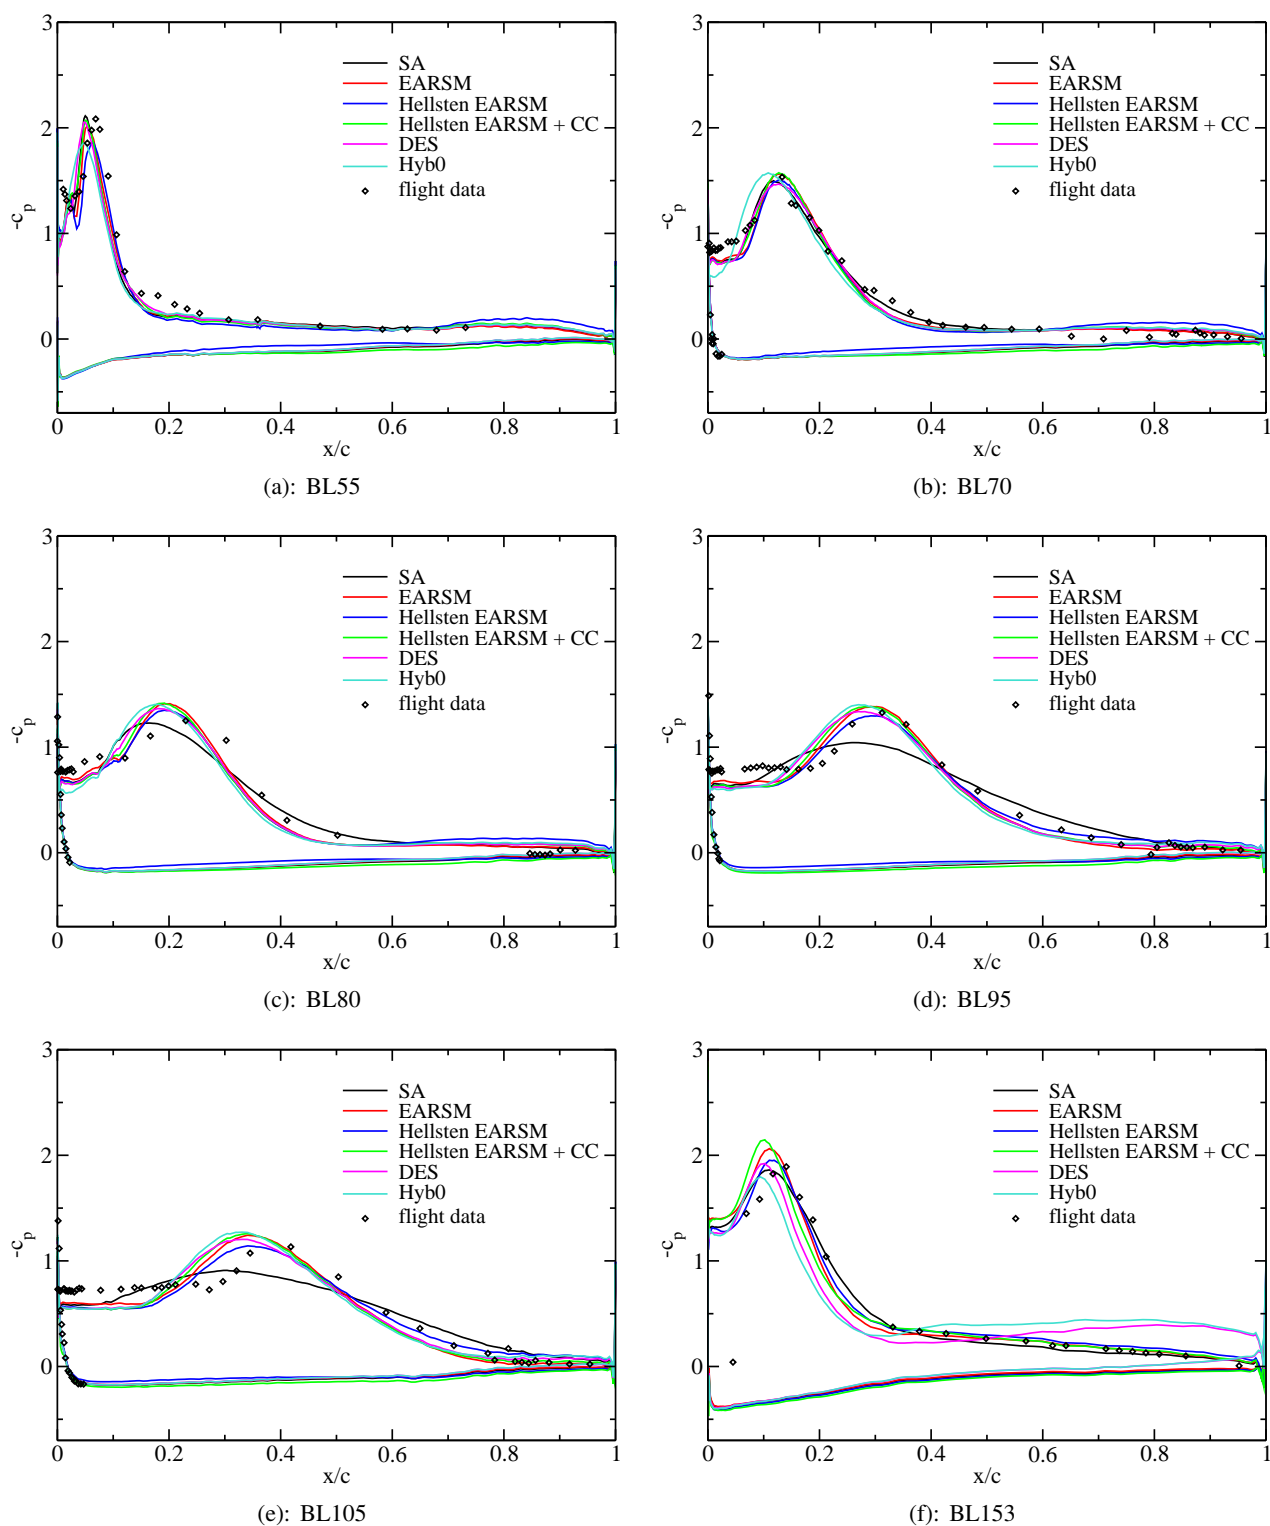 3
2
1
0
-c_p
SA
EARSM
Hellsten EARSM
Hellsten EARSM + CC
DES
Hyb0
flight data
0 0.2 0.4 0.6 0.8 1
x/c
(a): BL55
3
2
1
0
-c_p
SA
EARSM
Hellsten EARSM
Hellsten EARSM + CC
DES
Hyb0
flight data
0 0.2 0.4 0.6 0.8 1
x/c
(b): BL70
3
2
1
0
-c_p
SA
EARSM
Hellsten EARSM
Hellsten EARSM + CC
DES
Hyb0
flight data
0 0.2 0.4 0.6 0.8 1
x/c
(c): BL80
3
2
1
0
-c_p
SA
EARSM
Hellsten EARSM
Hellsten EARSM + CC
DES
Hyb0
flight data
0 0.2 0.4 0.6 0.8 1
x/c
(d): BL95
3
2
1
0
-c_p
SA
EARSM
Hellsten EARSM
Hellsten EARSM + CC
DES
Hyb0
flight data
0 0.2 0.4 0.6 0.8 1
x/c
(e): BL105
3
2
1
0
-c_p
SA
EARSM
Hellsten EARSM
Hellsten EARSM + CC
DES
Hyb0
flight data
0 0.2 0.4 0.6 0.8 1
x/c
(f): BL153